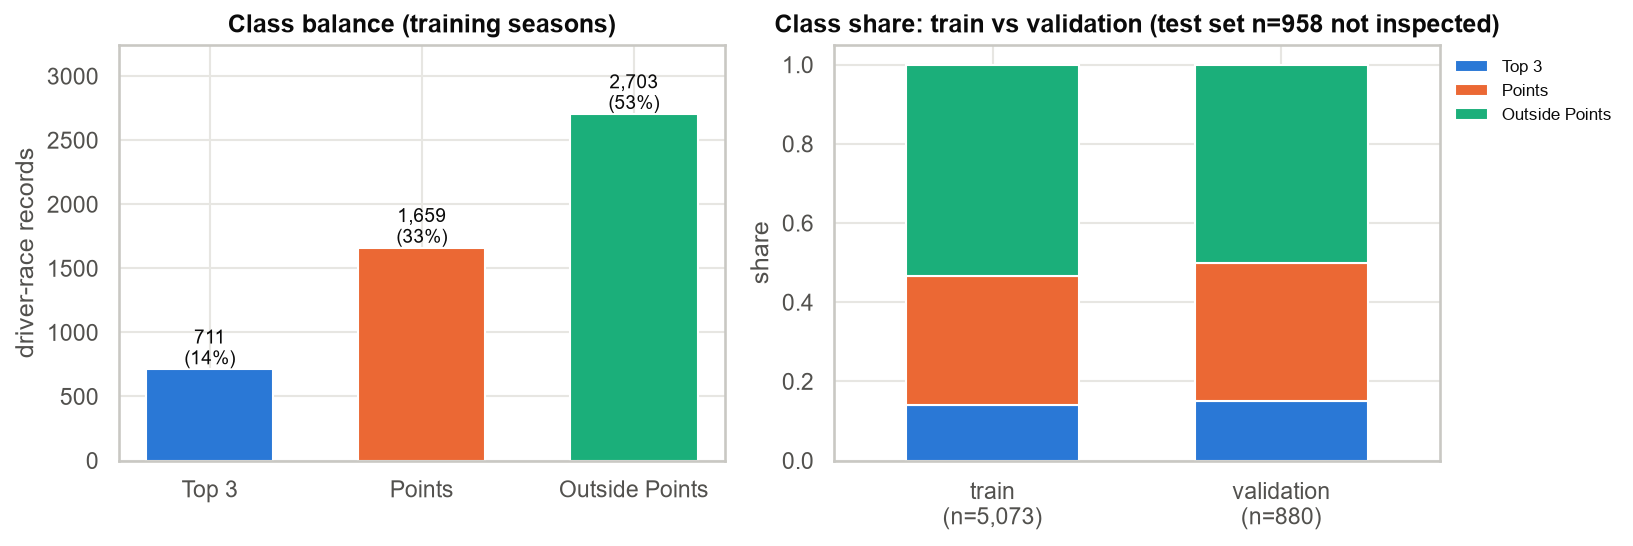 Class balance (training seasons)
driver-race records
3000
2500
2000
1500
1000
500
0
711
(14%)
1,659
(33%)
2,703
(53%)
Top 3
Points
Outside Points
Class share: train vs validation (test set n=958 not inspected)
share
1.0
0.8
0.6
0.4
0.2
0.0
train
(n=5,073)
validation
(n=880)
Top 3
Points
Outside Points